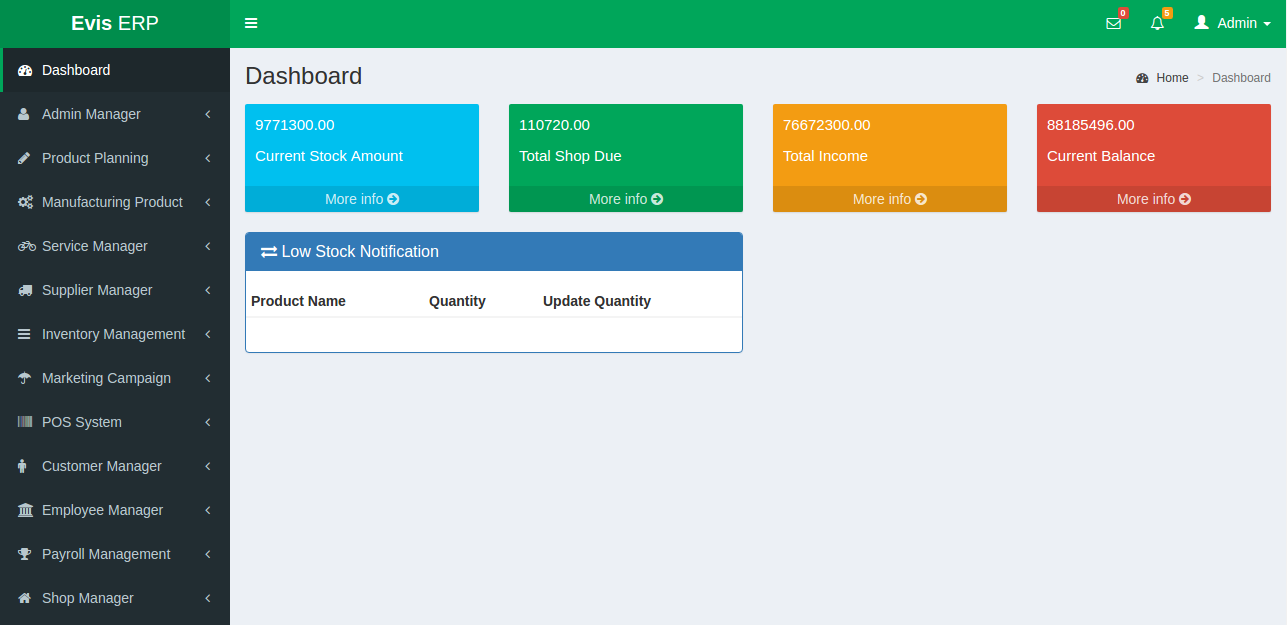 Evis ERP
0
5
Admin
Dashboard
Admin Manager
Product Planning
Manufacturing Product
Service Manager
Supplier Manager
Inventory Management
Marketing Campaign
POS System
Customer Manager
Employee Manager
Payroll Management
Shop Manager
Dashboard
Home > Dashboard
9771300.00
Current Stock Amount
More info
110720.00
Total Shop Due
More info
76672300.00
Total Income
More info
88185496.00
Current Balance
More info
Low Stock Notification
Product Name Quantity Update Quantity